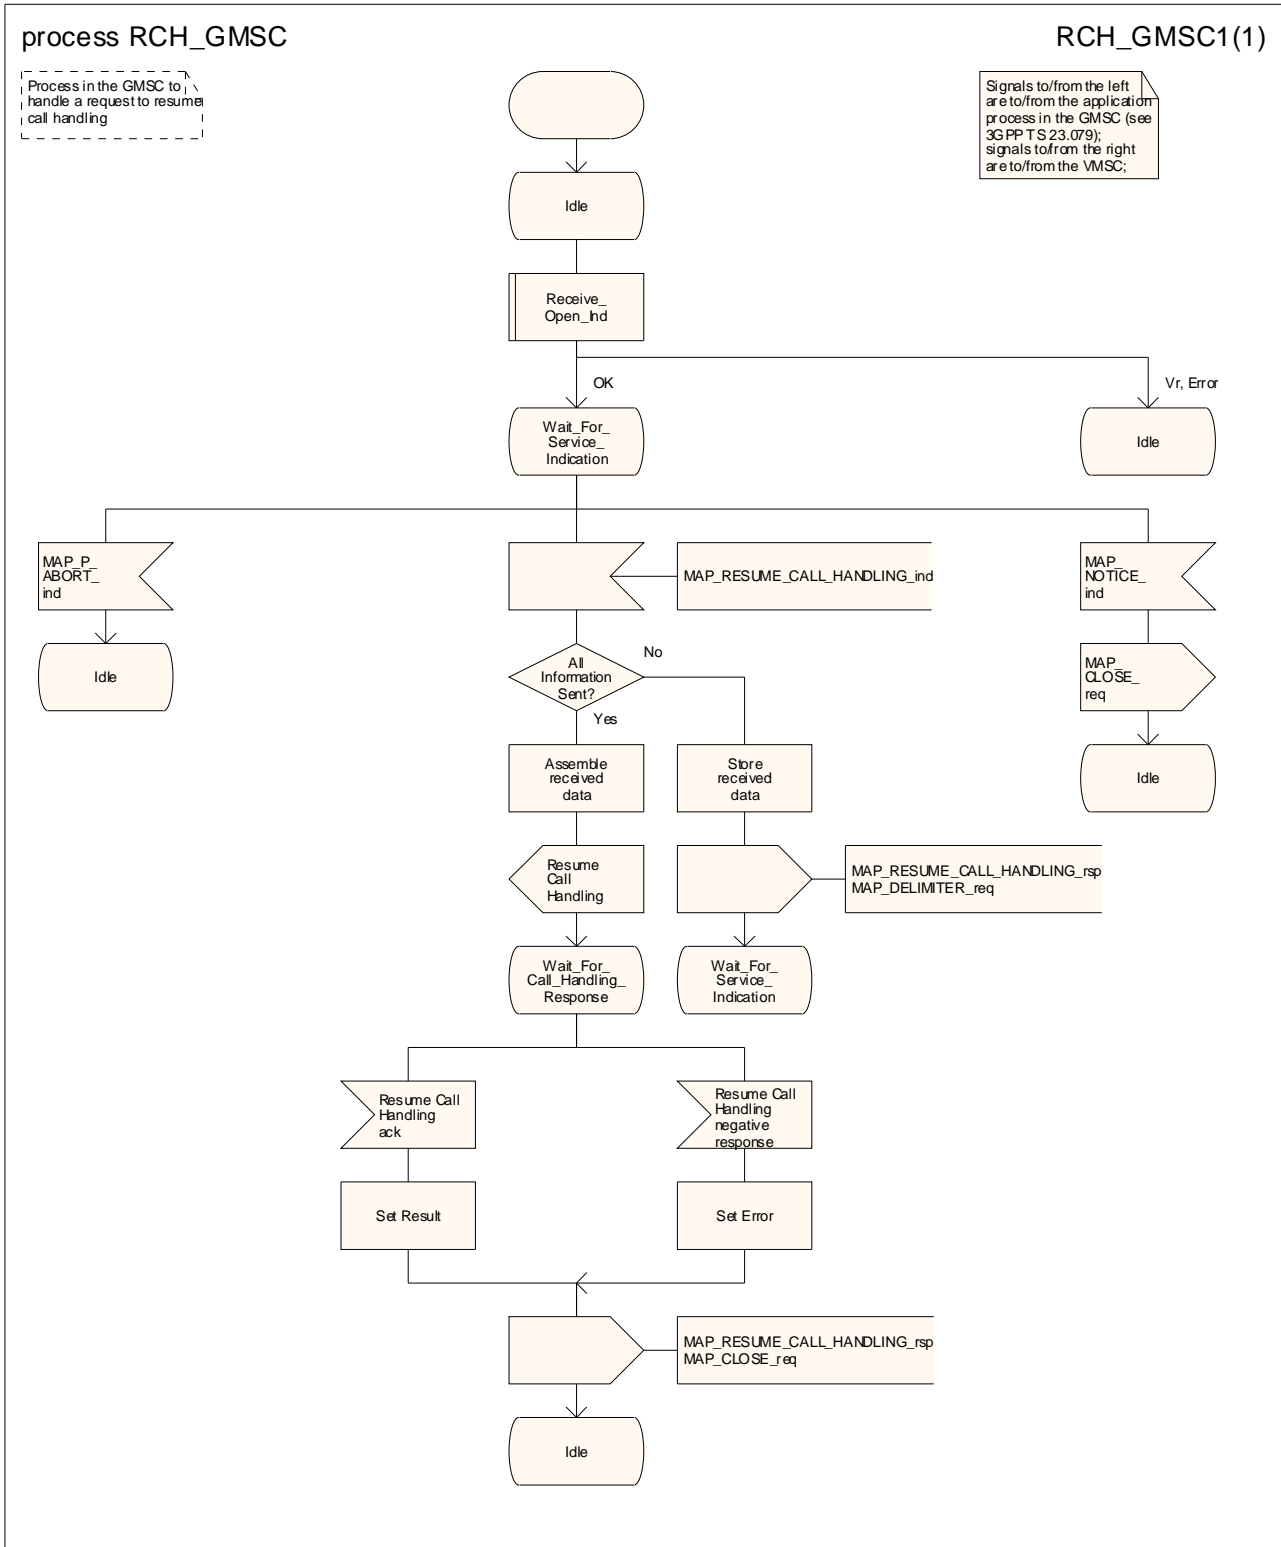 process RCH_GMSC
RCH_GMSC1(1)
Process in the GMSC to
handle a request to resume
call handling
Signals to/from the left
are to/from the application
process in the GMSC (see
3GPP TS 23.079);
signals to/from the right
are to/from the VMSC;
Idle
Receive_
Open_Ind
OK
Vr, Error
Wait_For_
Service_
Indication
Idle
MAP_P_
ABORT_
ind
MAP_RESUME_CALL_HANDLING_ind
MAP_
NOTICE_
ind
Idle
All
Information
Sent?
No
Yes
MAP_
CLOSE_
req
Assemble
received
data
Store
received
data
Idle
Resume
Call
Handling
MAP_RESUME_CALL_HANDLING_rsp
MAP_DELIMITER_req
Wait_For_
Call_Handling_
Response
Wait_For_
Service_
Indication
Resume Call
Handling
ack
Resume Call
Handling
negative
response
Set Result
Set Error
MAP_RESUME_CALL_HANDLING_rsp
MAP_CLOSE_req
Idle